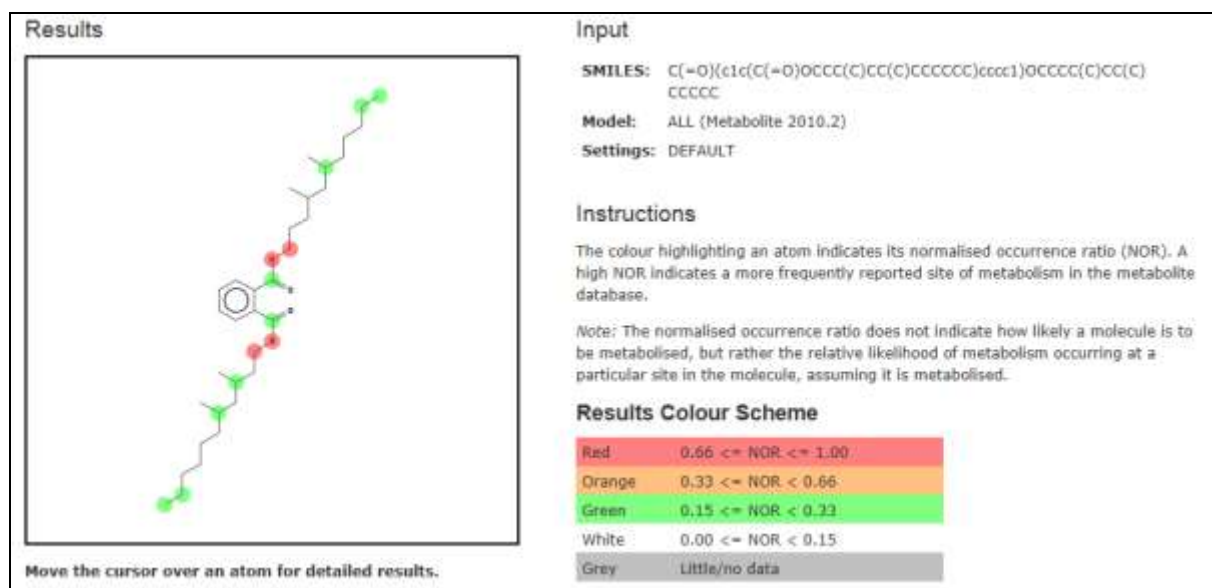 Results
Input
SMILES: C(=O)(c1c(C(=O)OCCC(C)CC(C)CCCCCC)cccc1)OCCCC(C)CC(C)
CCCCC
Model: ALL (Metabolite 2010.2)
Settings: DEFAULT
Instructions
The colour highlighting an atom indicates its normalised occurrence ratio (NOR). A
high NOR indicates a more frequently reported site of metabolism in the metabolite
database.
Note: The normalised occurrence ratio does not indicate how likely a molecule is to
be metabolised, but rather the relative likelihood of metabolism occurring at a
particular site in the molecule, assuming it is metabolised.
Results Colour Scheme
Red 0.66 <= NOR <= 1.00
Orange 0.33 <= NOR < 0.66
Green 0.15 <= NOR < 0.33
White 0.00 <= NOR < 0.15
Grey Little/no data
Move the cursor over an atom for detailed results.